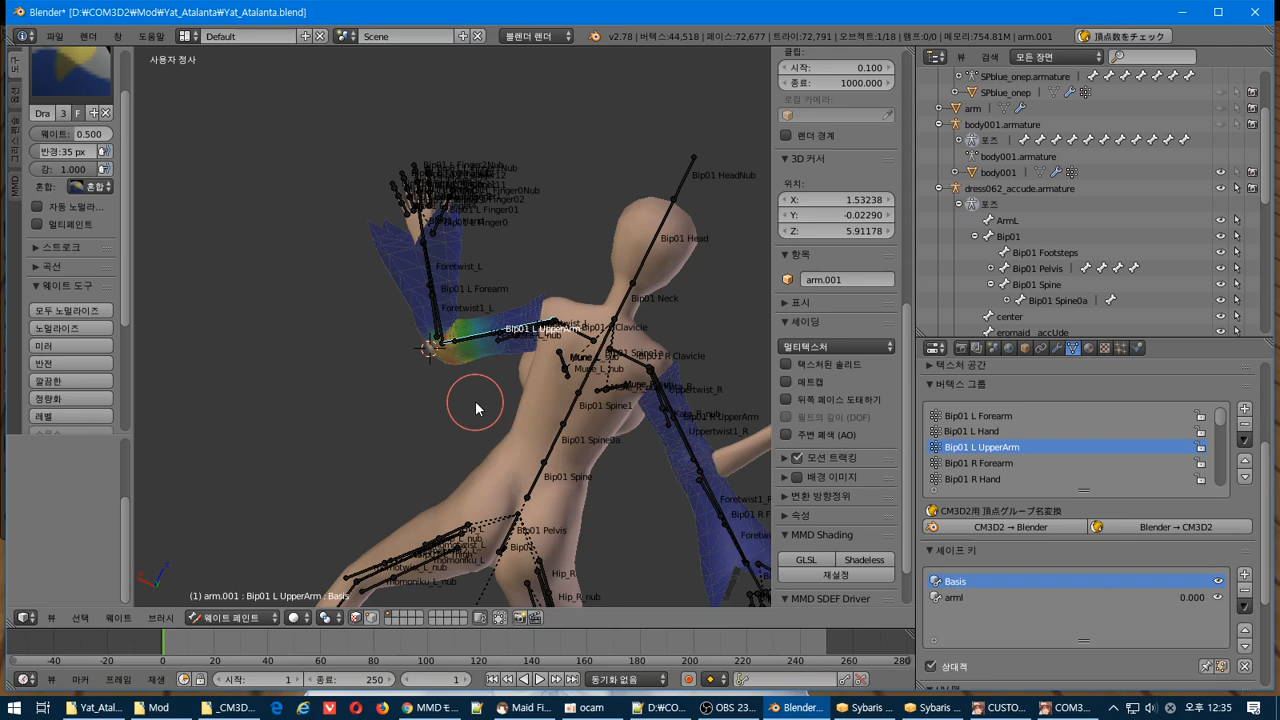 Blender* [D:₩COM3D2₩Mod₩Yat_Atalanta₩Yat_Atalanta.blend]
파일 렌더 창 도움말 Default Scene 블렌더 렌더 v2.78 | 버텍스:44,518 | 페이스:72,677 | 트라이:72,791 | 오브젝트:1/18 | 램프:0/0 | 메모리:754.81M | arm.001 頂点数をチェック
사용자 정사
Dra 3 F
웨이트: 0.500
반경:35 px
강: 1.000
혼합: 혼합
자동 노멀라...
멀티페인트
스트로크
곡선
웨이트 도구
모두 노멀라이즈
노멀라이즈
미러
반전
깔끔한
정량화
레벨
MMD
Bip01 HeadNub
Bip01 Head
Bip01 Neck
Foretwist_L
Bip01 L Forearm
Foretwist1_L
Bip01 L UpperArm
Bip01 R Clavicle
Mune_L_nub
Bip01 Spine1
Bip01 Spine0a
Bip01 Spine
Bip01 Pelvis
Uppertwist1_R
Hip_R
Hip_R_nub
momoniku_L_nub
(1) arm.001 : Bip01 L UpperArm : Basis
클립:
시작: 0.100
종료: 1000.000
로컬 카메라:
렌더 경계
3D 커서
위치:
X: 1.53238
Y: -0.02290
Z: 5.91178
항목
arm.001
표시
셰이딩
멀티텍스처
텍스처된 솔리드
매트캡
뒤쪽 페이스 도태하기
필드의 깊이 (DOF)
주변 폐색 (AO)
모션 트랙킹
배경 이미지
변환 방향정위
속성
MMD Shading
GLSL Shadeless
재설정
MMD SDEF Driver
뷰 선택 웨이트 브러시 웨이트 페인트
-40 -20 0 20 40 60 80 100 120 140 160 180 200 220 240 260 280
뷰 마커 프레임 재생 시작: 1 종료: 250 1 동기화 없음
뷰 검색 모든 장면
SPblue_onep.armature
SPblue_onep
arm
body001.armature
포즈
body001.armature
body001
dress062_accude.armature
포즈
ArmL
Bip01
Bip01 Footsteps
Bip01 Pelvis
Bip01 Spine
Bip01 Spine0a
center
eromaid_accUde
텍스처 공간
버텍스 그룹
Bip01 L Forearm
Bip01 L Hand
Bip01 L UpperArm
Bip01 R Forearm
Bip01 R Hand
CM3D2用 頂点グループ名変換
CM3D2 → Blender Blender → CM3D2
셰이프 키
Basis
arml 0.000
상대적
Yat_Atal... Mod _CM3D... MMDモ... Maid Fi... ocam D:₩CO... OBS 23... Blender... Sybaris ... Sybaris ... CUSTO... COM3... 오후 12:35